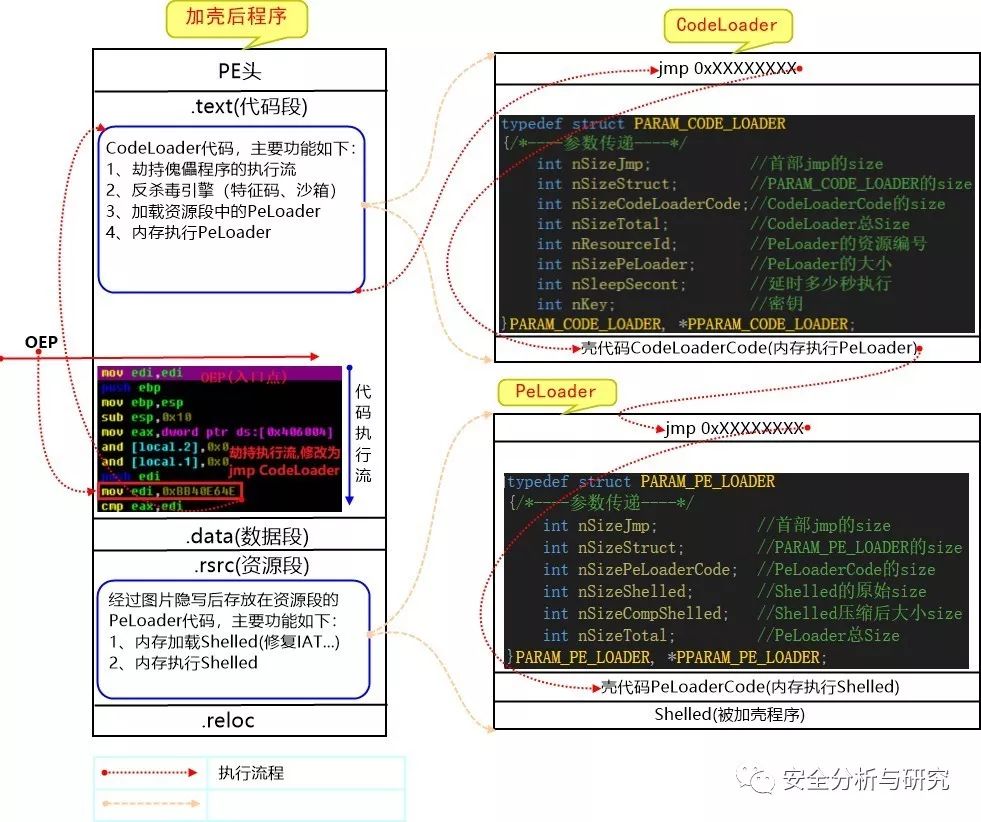 加壳后程序
PE头
.text(代码段)
CodeLoader代码，主要功能如下：
1、劫持傀儡程序的执行流
2、反杀毒引擎（特征码、沙箱）
3、加载资源段中的PeLoader
4、内存执行PeLoader
OEP
mov edi,edi
OEP(入口点)
push ebp
mov ebp,esp
sub esp,0x10
mov eax,dword ptr ds:[0x406004]
and [local.2],0x0
and [local.1],0x0
劫持执行流,修改为
jmp CodeLoader
push edi
mov edi,0xBB40E64E
cmp eax,edi
代码执行流
.data(数据段)
.rsrc(资源段)
经过图片隐写后存放在资源段的
PeLoader代码，主要功能如下：
1、内存加载Shelled(修复IAT...)
2、内存执行Shelled
.reloc
执行流程
CodeLoader
jmp 0xXXXXXXXX
typedef struct PARAM_CODE_LOADER
{/*----参数传递----*/
int nSizeJmp; //首部jmp的size
int nSizeStruct; //PARAM_CODE_LOADER的size
int nSizeCodeLoaderCode;//CodeLoaderCode的size
int nSizeTotal; //CodeLoader总Size
int nResourceId; //PeLoader的资源编号
int nSizePeLoader; //PeLoader的大小
int nSleepSecont; //延时多少秒执行
int nKey; //密钥
}PARAM_CODE_LOADER, *PPARAM_CODE_LOADER;
壳代码CodeLoaderCode(内存执行PeLoader)
PeLoader
jmp 0xXXXXXXXX
typedef struct PARAM_PE_LOADER
{/*----参数传递----*/
int nSizeJmp; //首部jmp的size
int nSizeStruct; //PARAM_PE_LOADER的size
int nSizePeLoaderCode; //PeLoaderCode的size
int nSizeShelled; //Shelled的原始size
int nSizeCompShelled; //Shelled压缩后大小size
int nSizeTotal; //PeLoader总Size
}PARAM_PE_LOADER, *PPARAM_PE_LOADER;
壳代码PeLoaderCode(内存执行Shelled)
Shelled(被加壳程序)
安全分析与研究